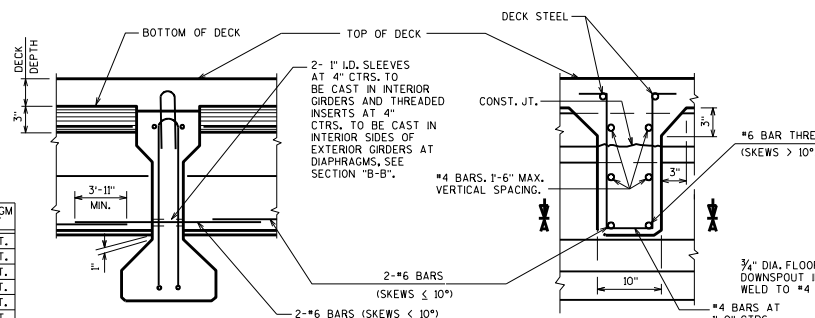 DECK STEEL
BOTTOM OF DECK
TOP OF DECK
DECK
DEPTH
3"
2- 1" I.D. SLEEVES
AT 4" CTRS. TO
BE CAST IN INTERIOR
GIRDERS AND THREADED
INSERTS AT 4"
CTRS. TO BE CAST IN
INTERIOR SIDES OF
EXTERIOR GIRDERS AT
DIAPHRAGMS, SEE
SECTION "B-B".
CONST. JT.
3"
#6 BAR THRE
(SKEWS > 10°
#4 BARS. 1'-6" MAX.
VERTICAL SPACING.
3"
3'-11"
MIN.
GM
T.
T.
T.
T.
T.
T.
1"
A
A
2-#6 BARS
(SKEWS ≤ 10°)
2-#6 BARS (SKEWS < 10°)
10"
3/4" DIA. FLOOR
DOWNSPOUT I
WELD TO #4
#4 BARS AT